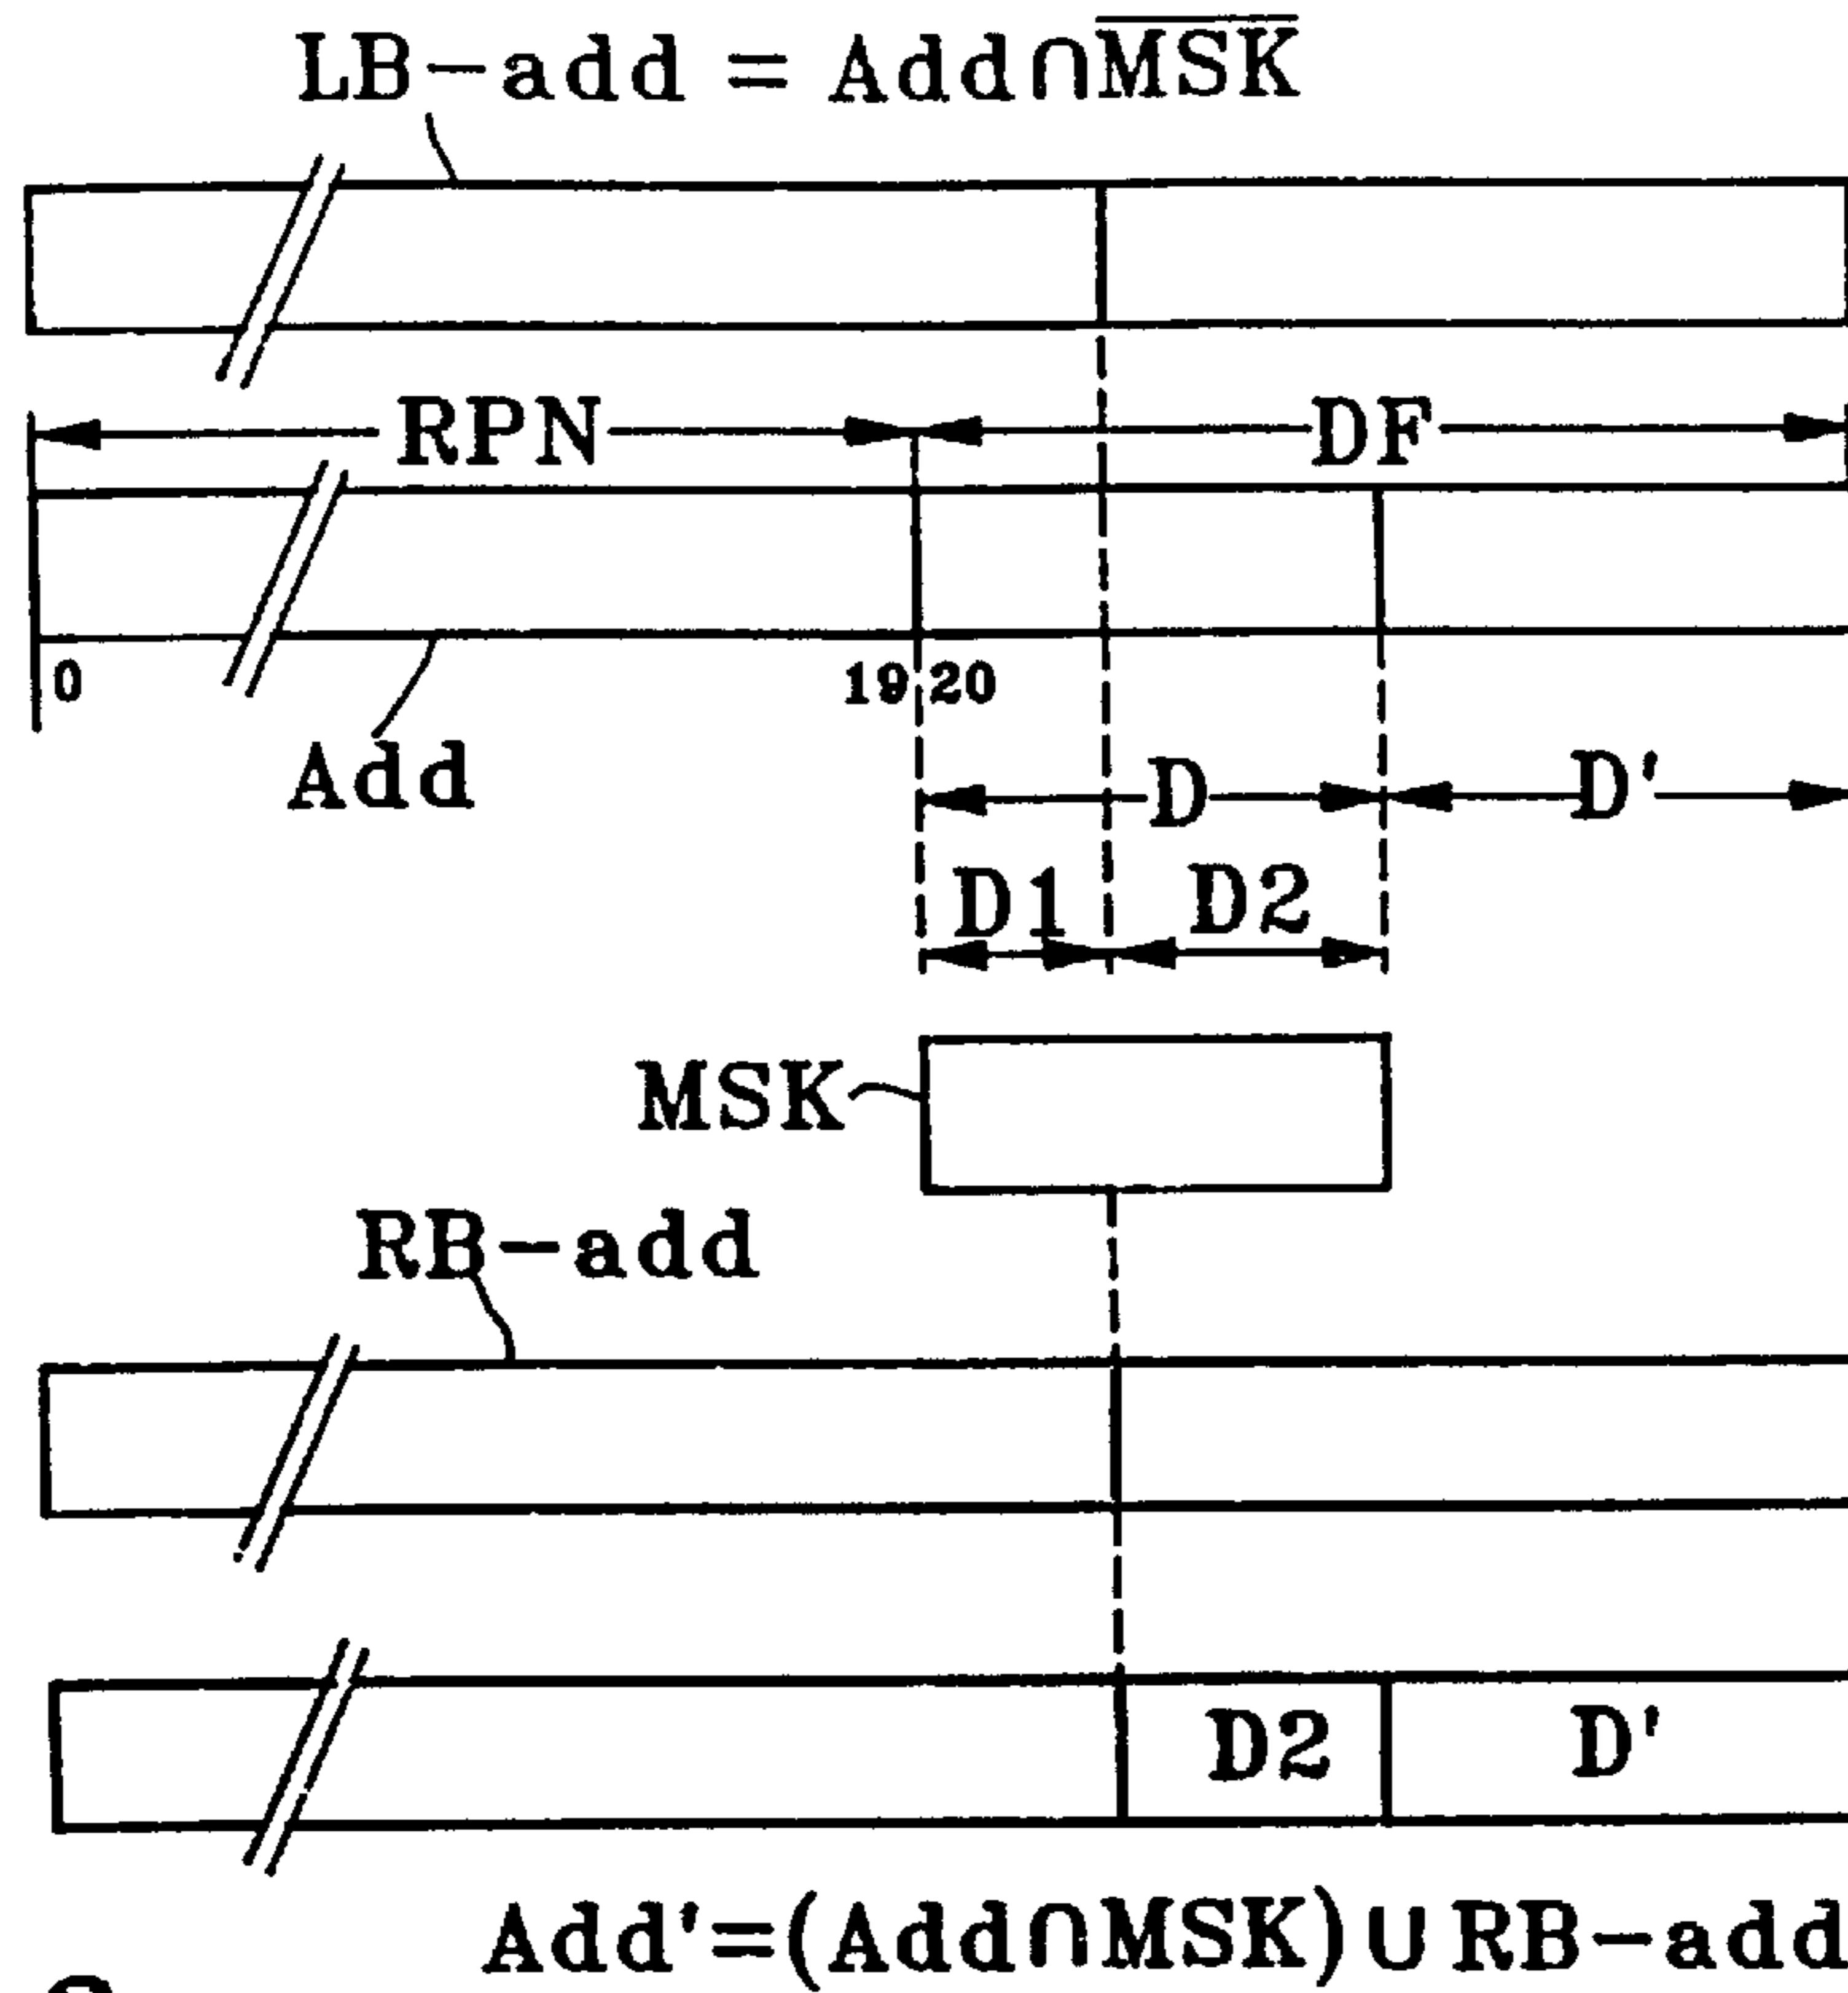 LB-add = Add∩M̅S̅K̅
RPN DF
0 19 20
Add
D D'
D1 D2
MSK
RB-add
D2 D'
Add'=(Add∩MSK)∪RB-add